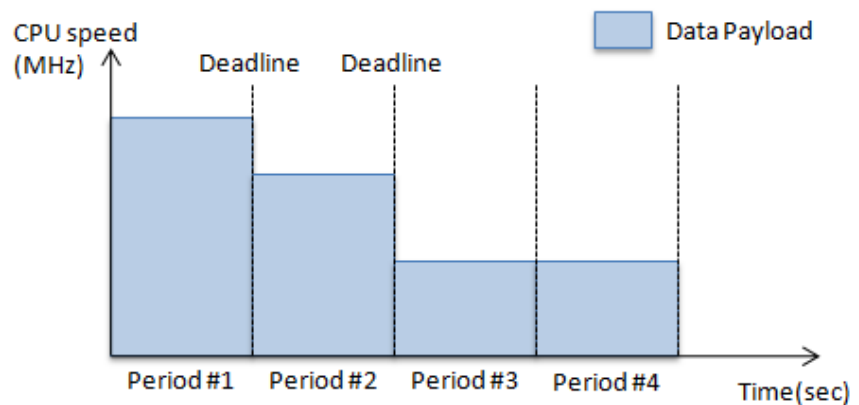 CPU speed
(MHz)
Data Payload
Deadline
Deadline
Period #1
Period #2
Period #3
Period #4
Time(sec)